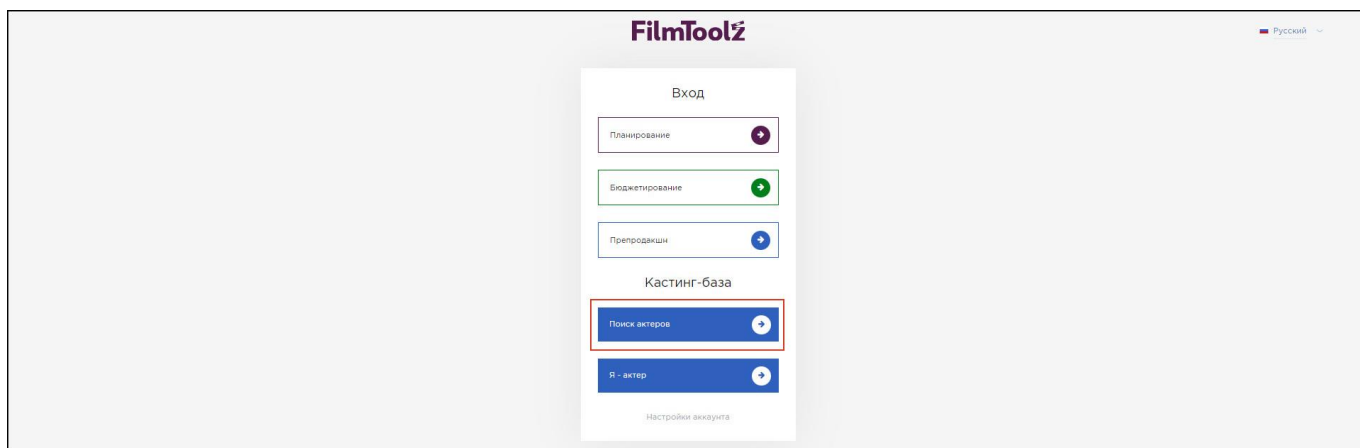 FilmToolz
Русский
Вход
Планирование
Бюджетирование
Препродакшн
Кастинг-база
Поиск актеров
Я - актер
Настройки аккаунта